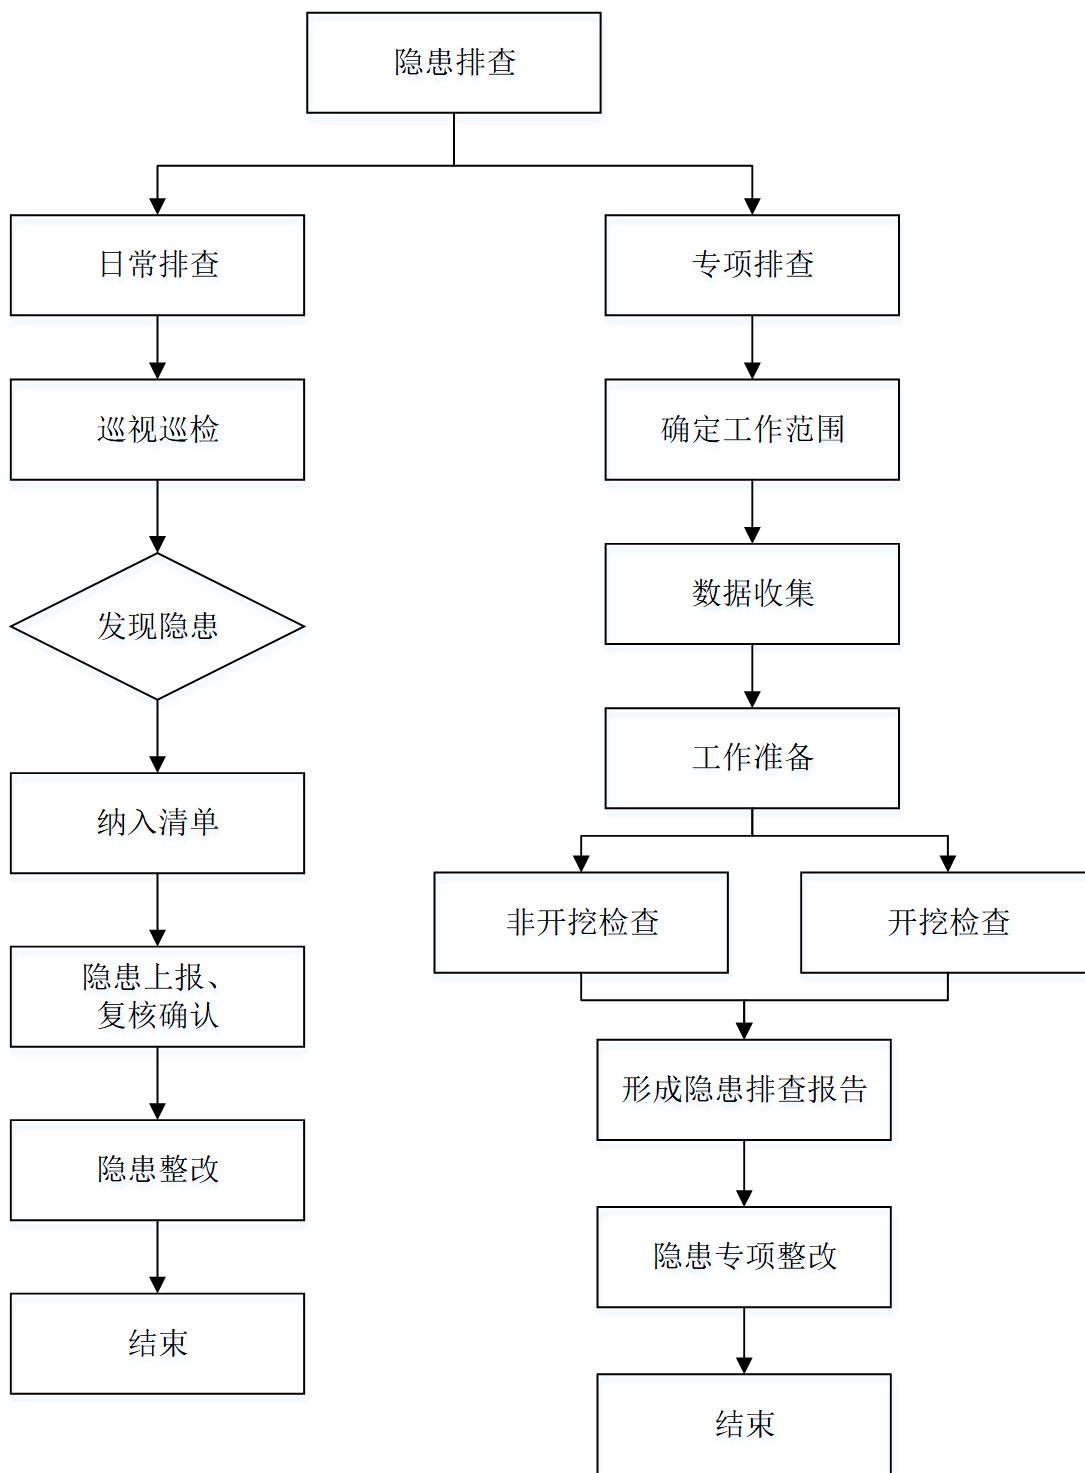 隐患排查
日常排查
专项排查
巡视巡检
确定工作范围
发现隐患
数据收集
工作准备
纳入清单
非开挖检查
开挖检查
隐患上报、
复核确认
形成隐患排查报告
隐患整改
隐患专项整改
结束
结束